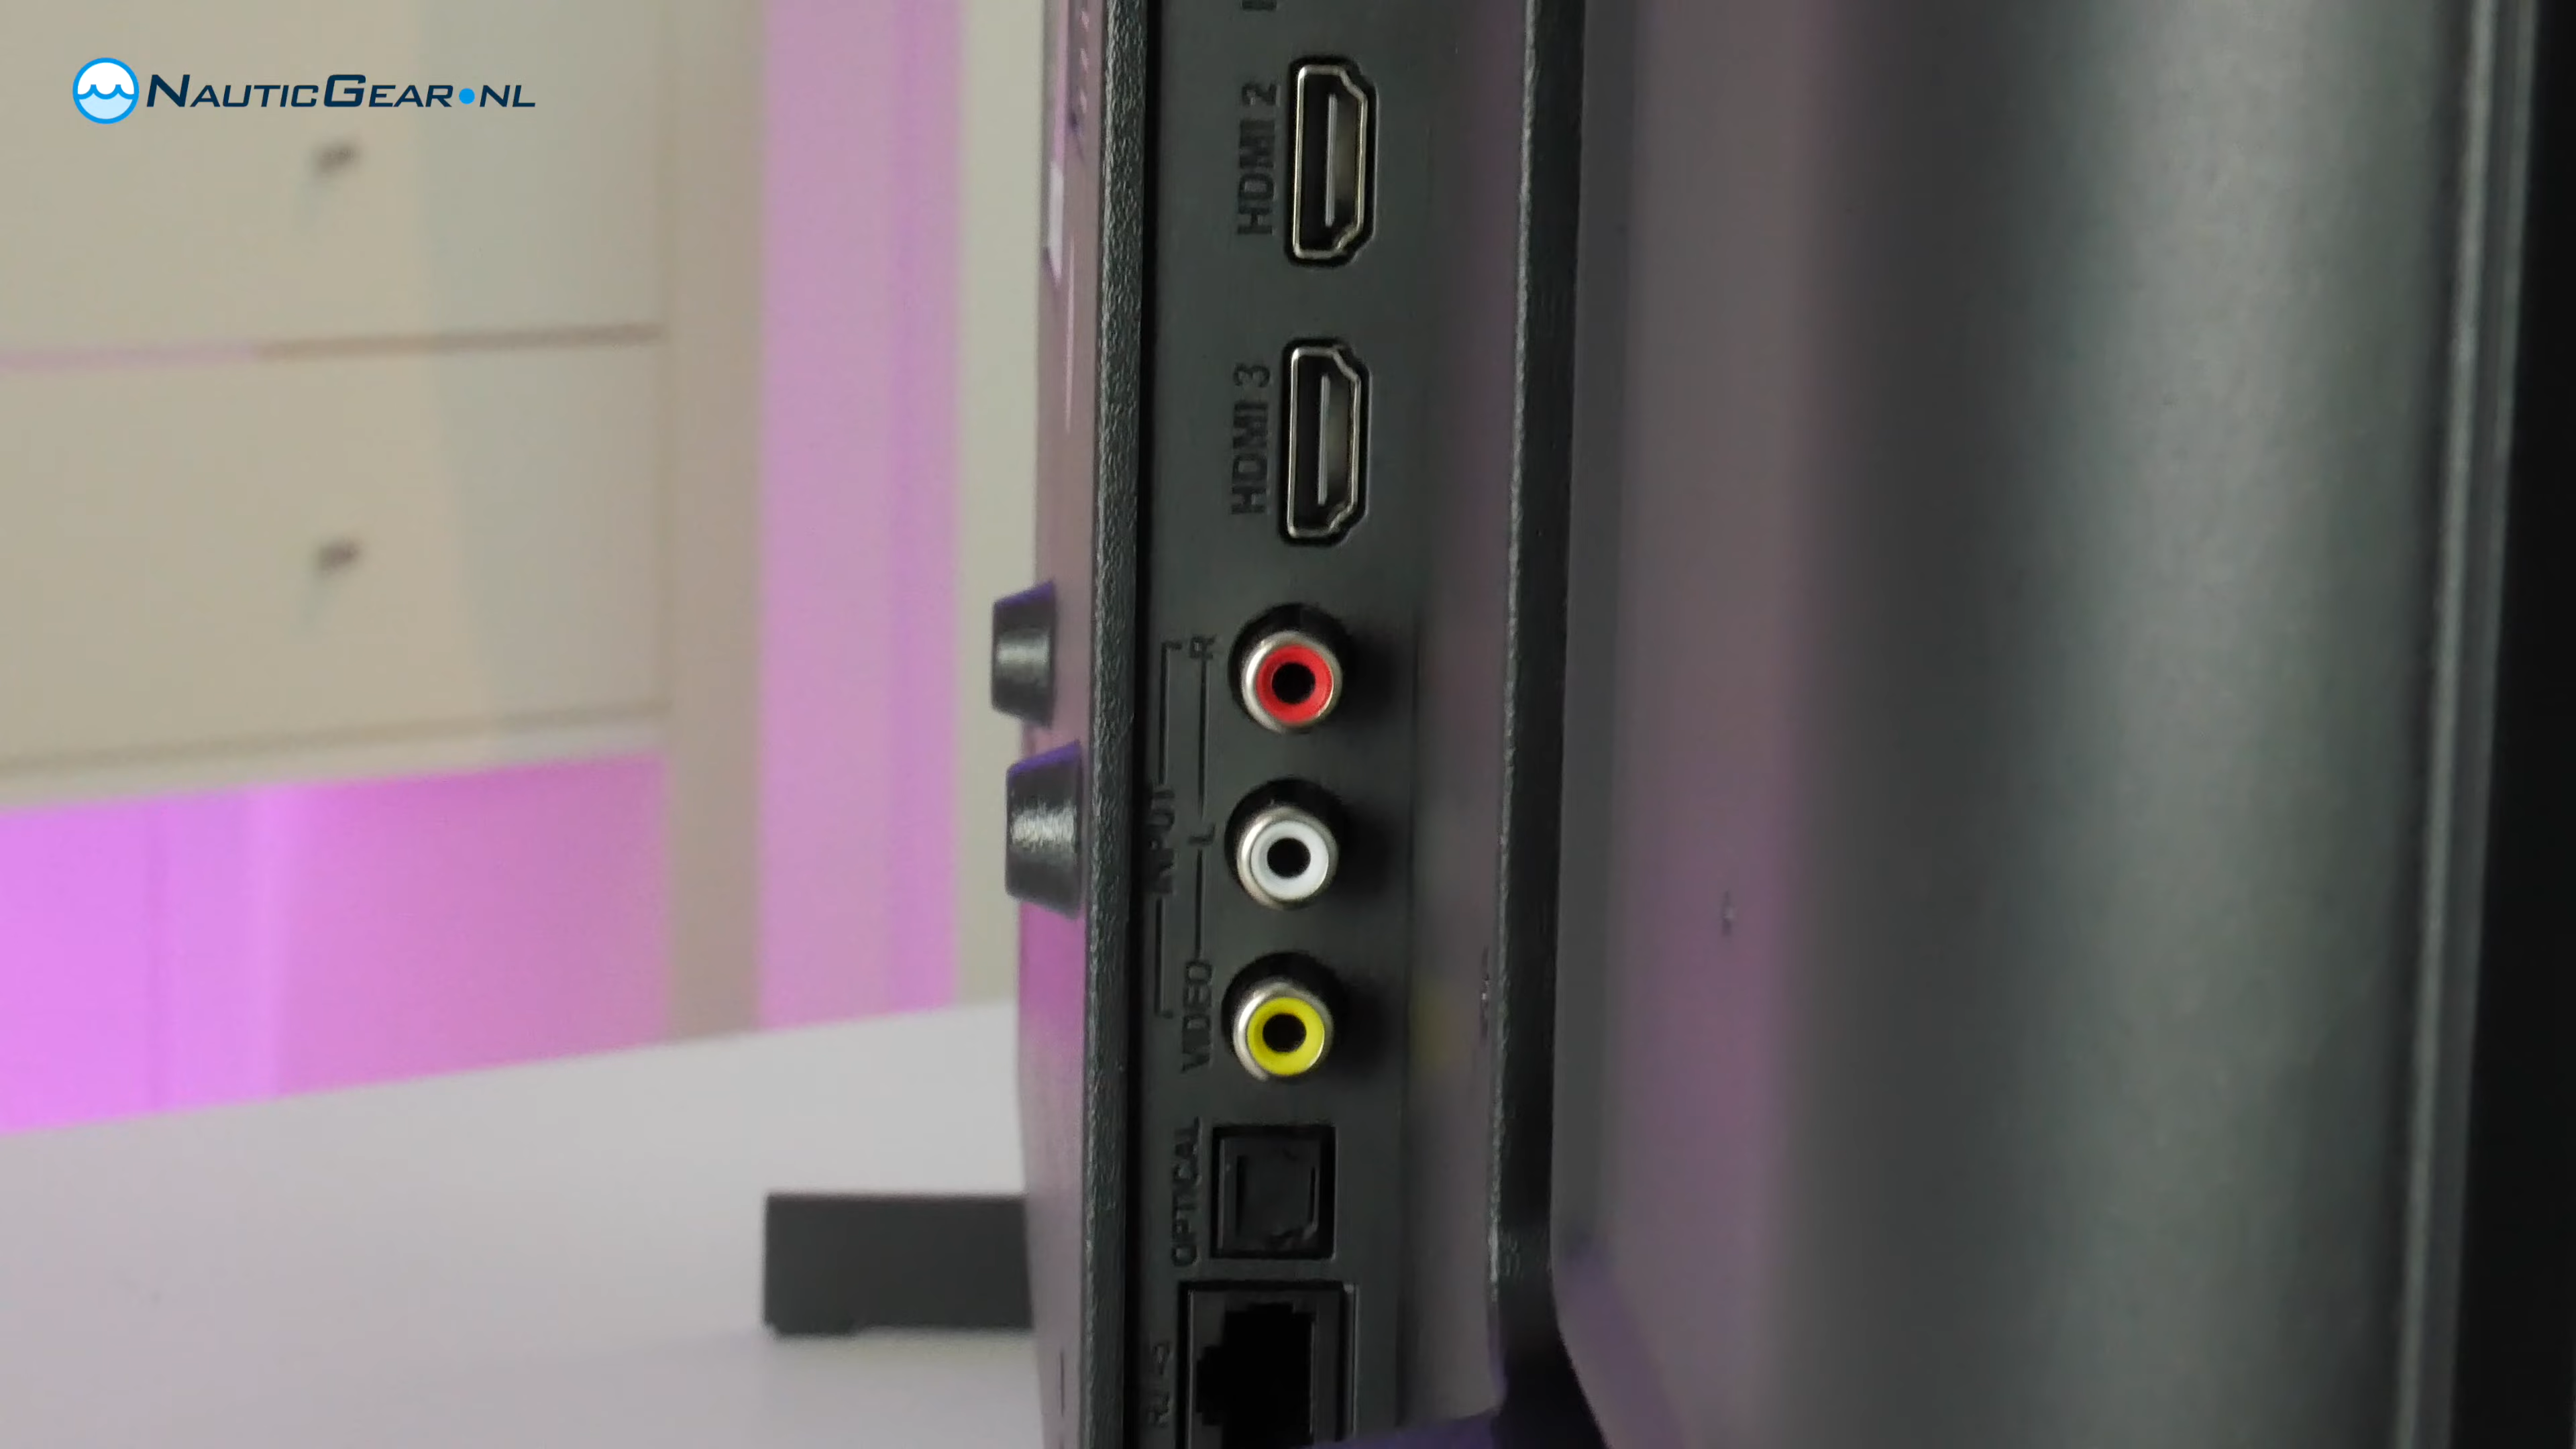 NAUTICGEAR.NL
HDMI 2
HDMI 3
R
INPUT
L
VIDEO
OPTICAL